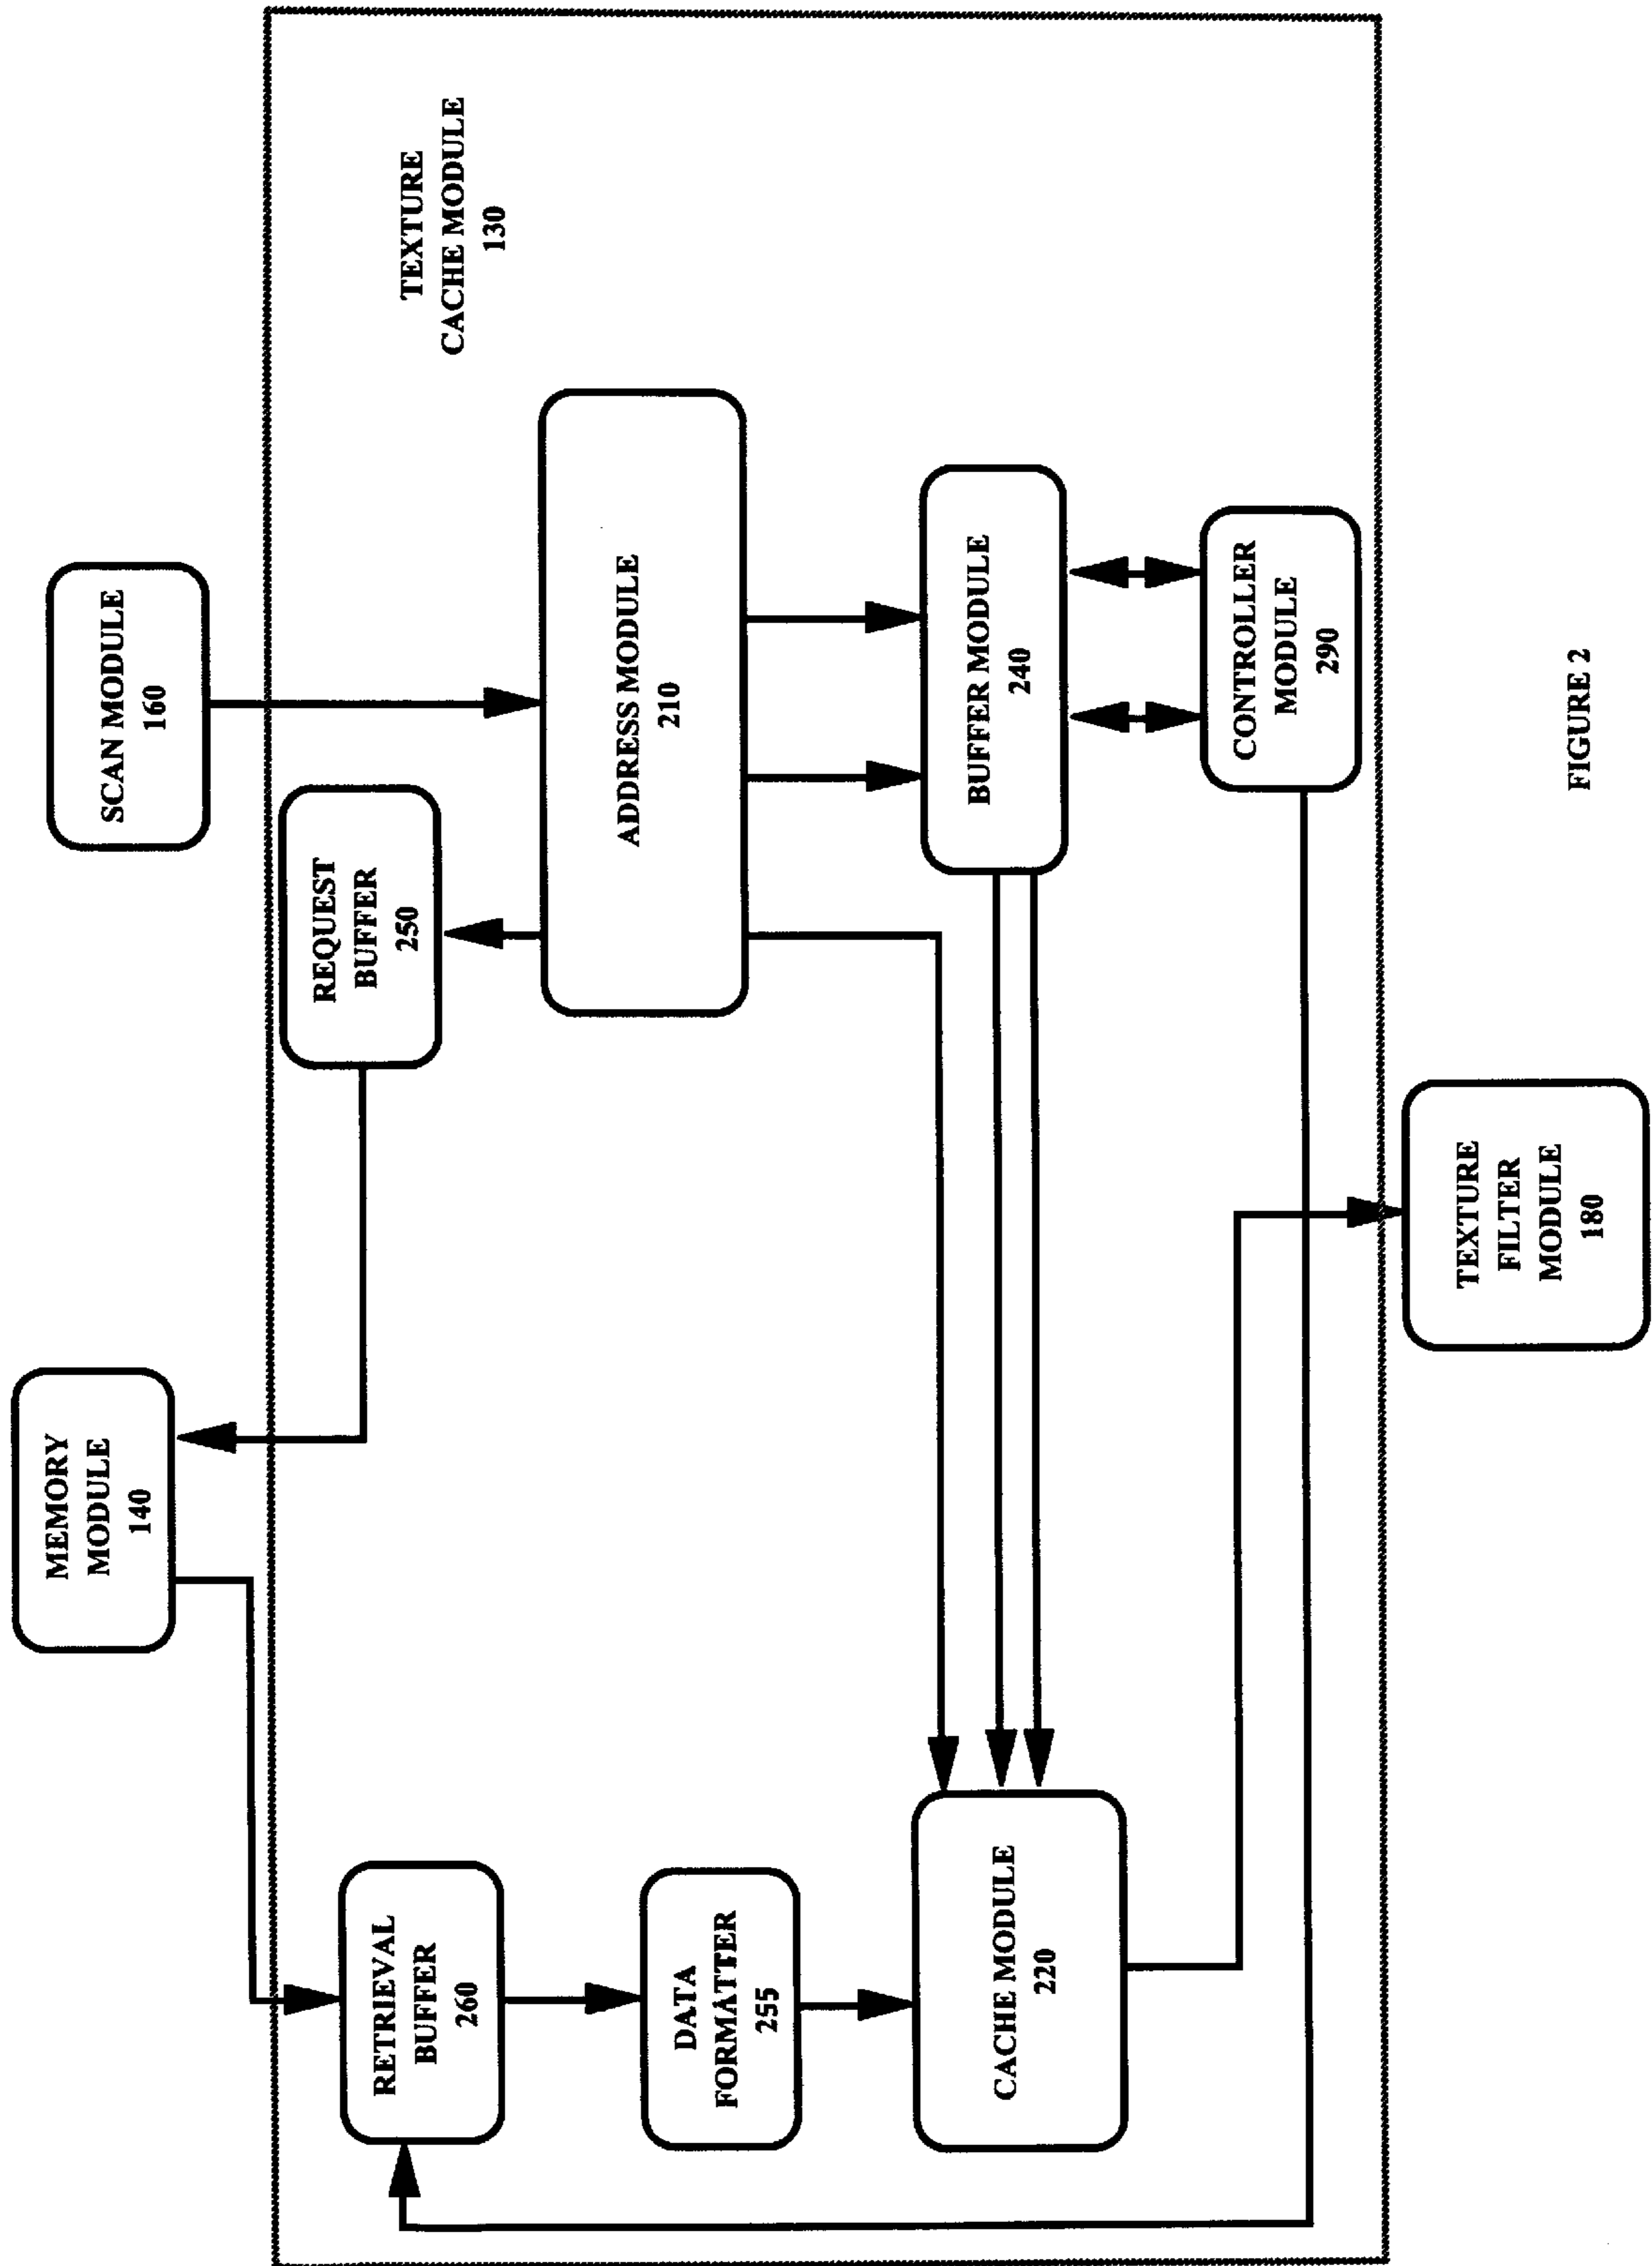 MEMORY
MODULE
140
SCAN MODULE
160
RETRIEVAL
BUFFER
260
REQUEST
BUFFER
250
TEXTURE
CACHE MODULE
130
DATA
FORMATTER
255
ADDRESS MODULE
210
CACHE MODULE
220
BUFFER MODULE
240
CONTROLLER
MODULE
290
TEXTURE
FILTER
MODULE
180
FIGURE 2